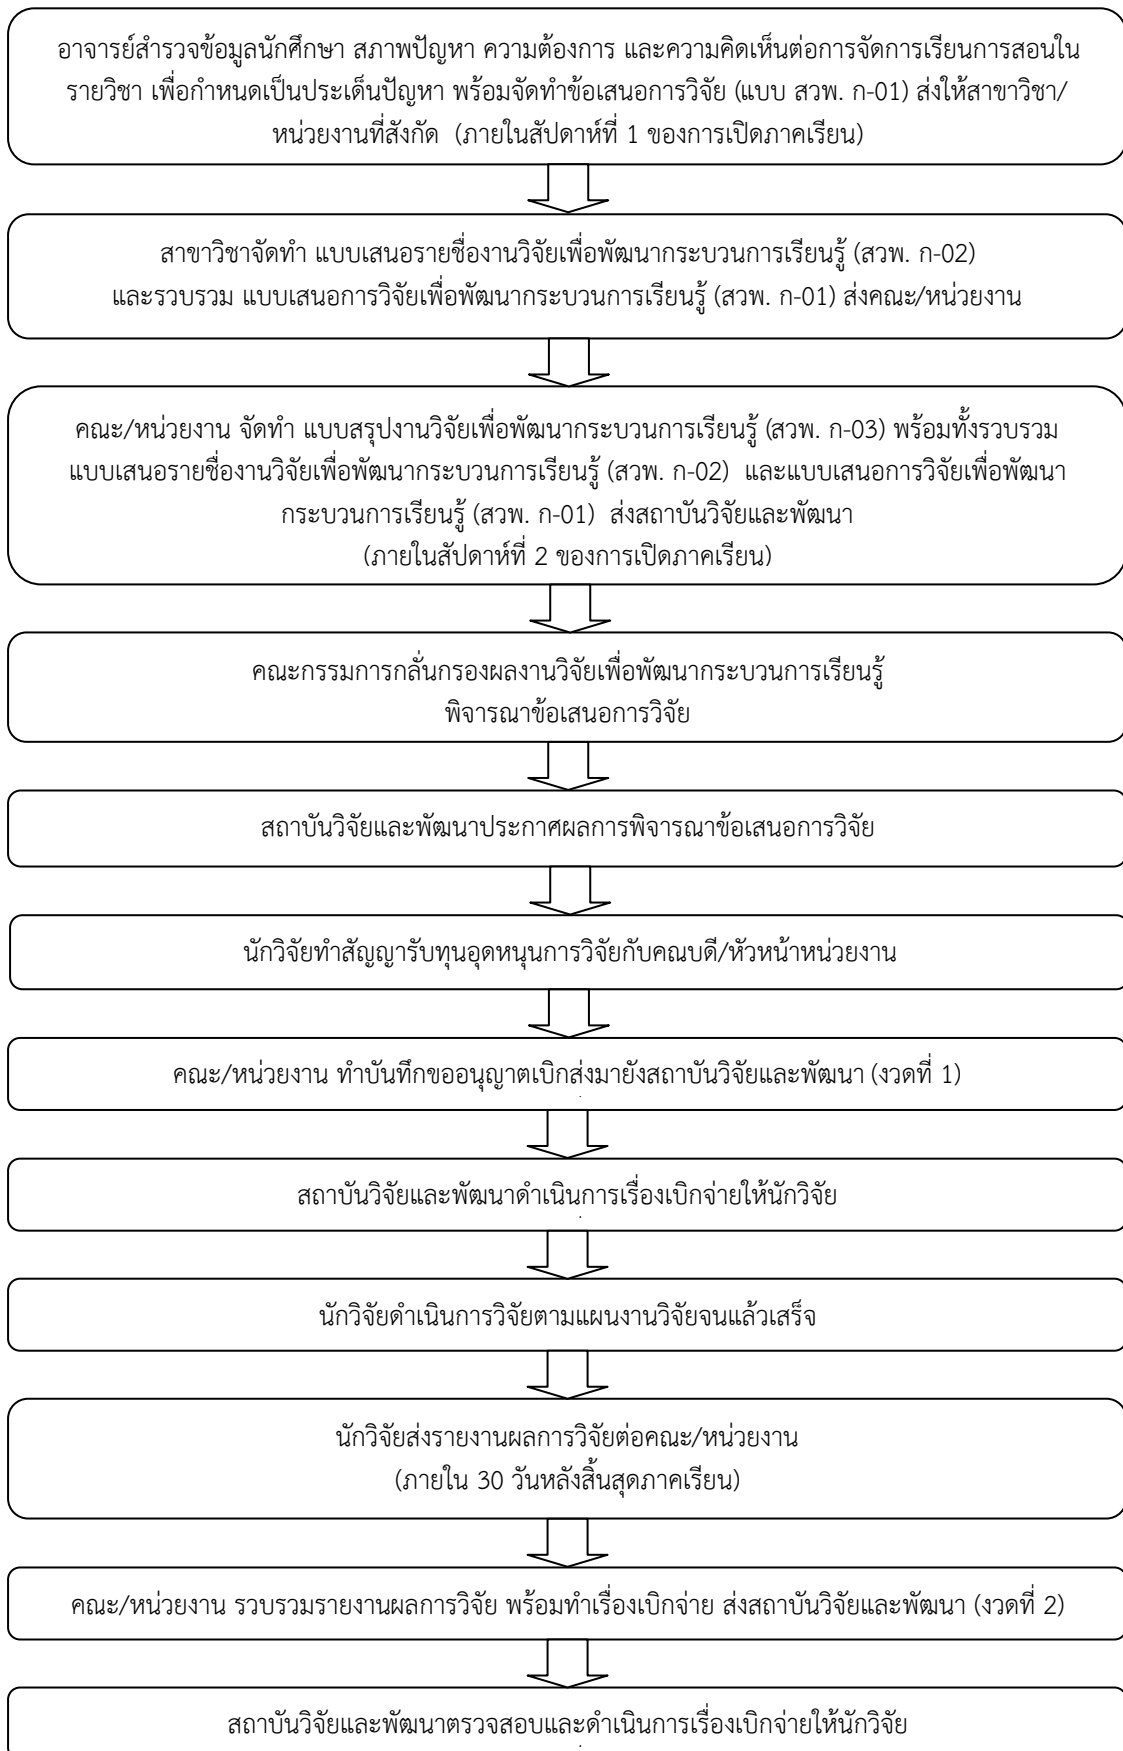 อาจารย์สำรวจข้อมูลนักศึกษา สภาพปัญหา ความต้องการ และความคิดเห็นต่อการจัดการเรียนการสอนใน
รายวิชา เพื่อกำหนดเป็นประเด็นปัญหา พร้อมจัดทำข้อเสนอการวิจัย (แบบ สวพ. ก-01) ส่งให้สาขาวิชา/
หน่วยงานที่สังกัด (ภายในสัปดาห์ที่ 1 ของการเปิดภาคเรียน)
สาขาวิชาจัดทำ แบบเสนอรายชื่องานวิจัยเพื่อพัฒนากระบวนการเรียนรู้ (สวพ. ก-02)
และรวบรวม แบบเสนอการวิจัยเพื่อพัฒนากระบวนการเรียนรู้ (สวพ. ก-01) ส่งคณะ/หน่วยงาน
คณะ/หน่วยงาน จัดทำ แบบสรุปงานวิจัยเพื่อพัฒนากระบวนการเรียนรู้ (สวพ. ก-03) พร้อมทั้งรวบรวม
แบบเสนอรายชื่องานวิจัยเพื่อพัฒนากระบวนการเรียนรู้ (สวพ. ก-02) และแบบเสนอการวิจัยเพื่อพัฒนา
กระบวนการเรียนรู้ (สวพ. ก-01) ส่งสถาบันวิจัยและพัฒนา
(ภายในสัปดาห์ที่ 2 ของการเปิดภาคเรียน)
คณะกรรมการกลั่นกรองผลงานวิจัยเพื่อพัฒนากระบวนการเรียนรู้
พิจารณาข้อเสนอการวิจัย
สถาบันวิจัยและพัฒนาประกาศผลการพิจารณาข้อเสนอการวิจัย
นักวิจัยทำสัญญารับทุนอุดหนุนการวิจัยกับคณบดี/หัวหน้าหน่วยงาน
คณะ/หน่วยงาน ทำบันทึกขออนุญาตเบิกส่งมายังสถาบันวิจัยและพัฒนา (งวดที่ 1)
สถาบันวิจัยและพัฒนาดำเนินการเรื่องเบิกจ่ายให้นักวิจัย
นักวิจัยดำเนินการวิจัยตามแผนงานวิจัยจนแล้วเสร็จ
นักวิจัยส่งรายงานผลการวิจัยต่อคณะ/หน่วยงาน
(ภายใน 30 วันหลังสิ้นสุดภาคเรียน)
คณะ/หน่วยงาน รวบรวมรายงานผลการวิจัย พร้อมทำเรื่องเบิกจ่าย ส่งสถาบันวิจัยและพัฒนา (งวดที่ 2)
สถาบันวิจัยและพัฒนาตรวจสอบและดำเนินการเรื่องเบิกจ่ายให้นักวิจัย